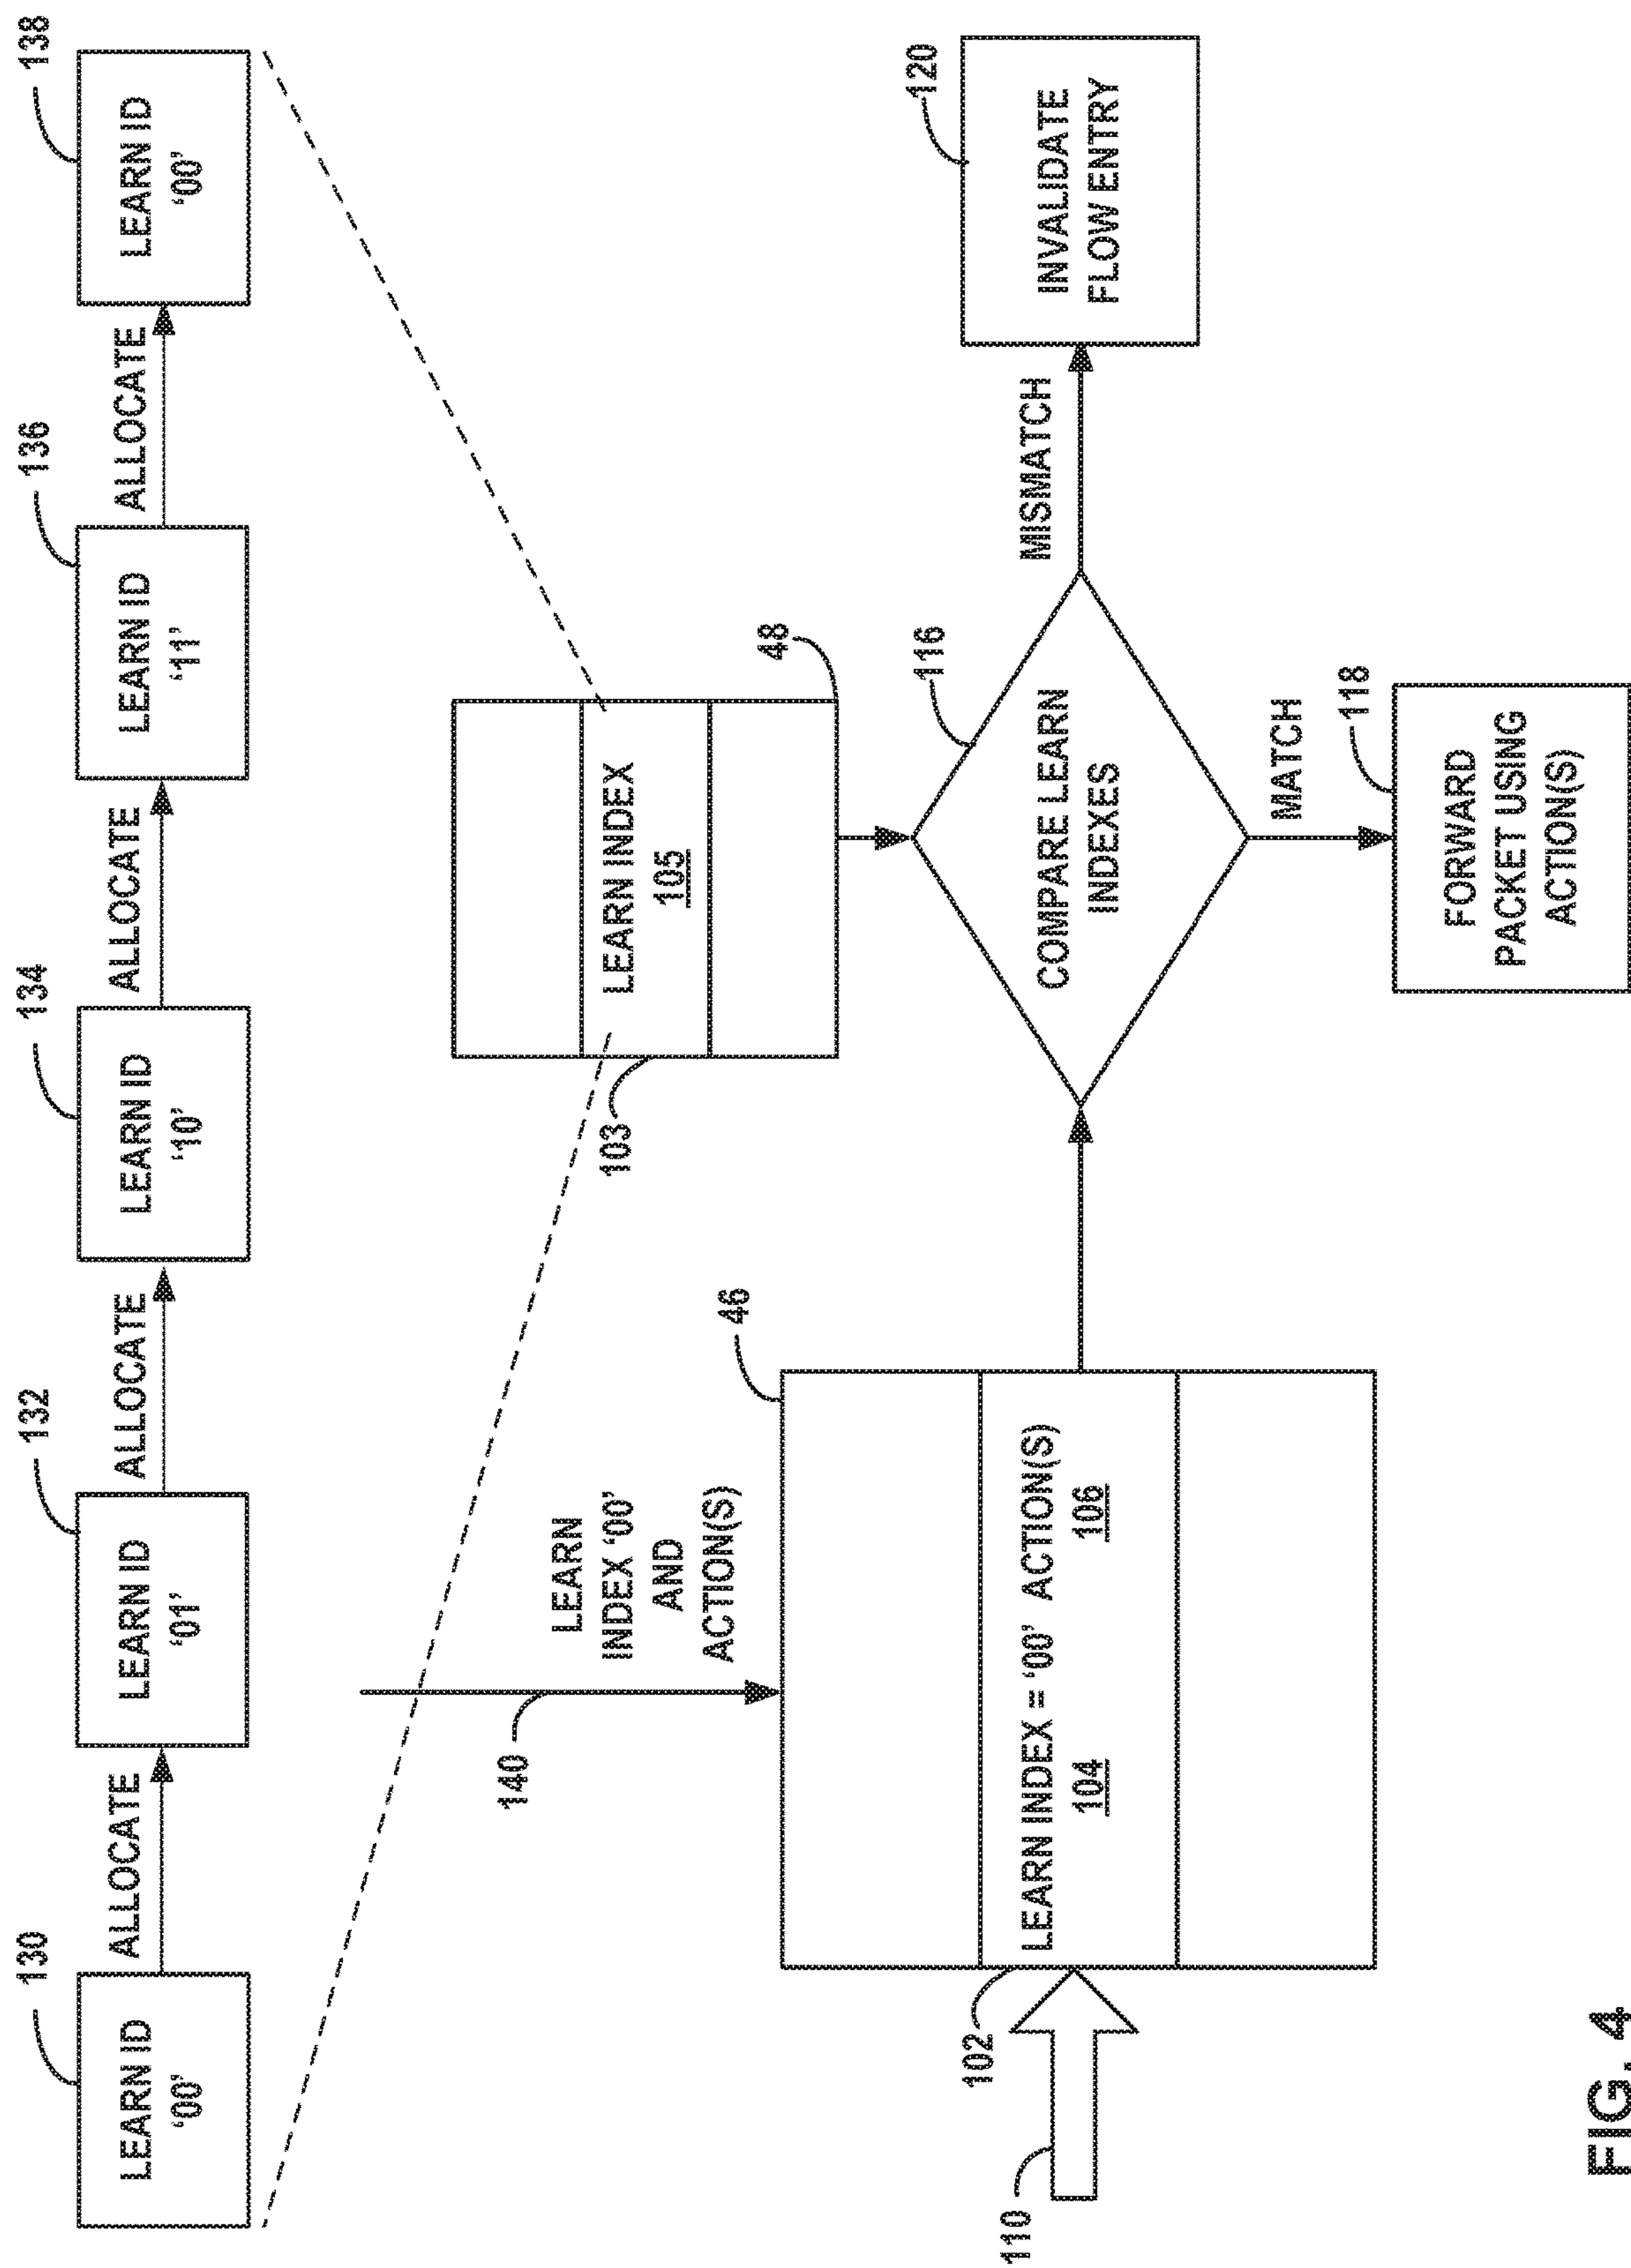 130
132
134
136
138
LEARN ID
‘00’
ALLOCATE
LEARN ID
‘01’
ALLOCATE
LEARN ID
‘10’
ALLOCATE
LEARN ID
‘11’
ALLOCATE
LEARN ID
‘00’
140
LEARN
INDEX ‘00’
AND
ACTION(S)
103
LEARN INDEX
105
48
46
110
102
LEARN INDEX = ‘00’ ACTION(S)
104 106
116
COMPARE LEARN
INDEXES
MISMATCH
120
INVALIDATE
FLOW ENTRY
MATCH
118
FORWARD
PACKET USING
ACTION(S)
FIG. 4